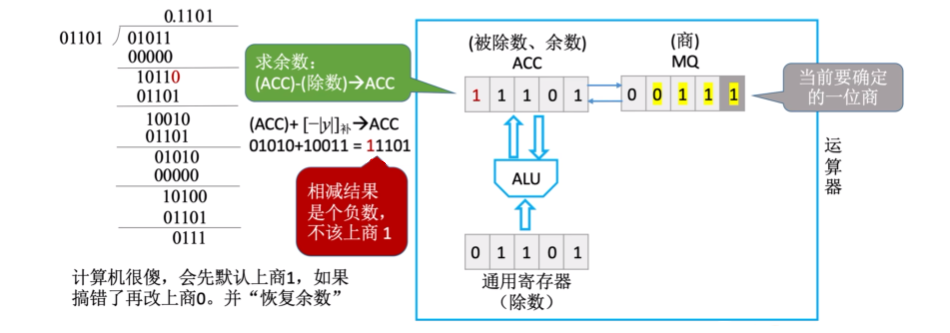 0.1101
01101 01011
00000
10110
01101
10010
01101
01010
00000
10100
01101
0111
计算机很傻，会先默认上商1，如果
搞错了再改上商0。并“恢复余数”
求余数：
(ACC)-(除数)→ACC
(ACC)+ [−|y|]补→ACC
01010+10011 = 11101
相减结果
是个负数，
不该上商 1
(被除数、余数)
ACC
1 1 1 0 1
(商)
MQ
0 0 1 1 1
当前要确定
的一位商
ALU
0 1 1 0 1
通用寄存器
（除数）
运
算
器